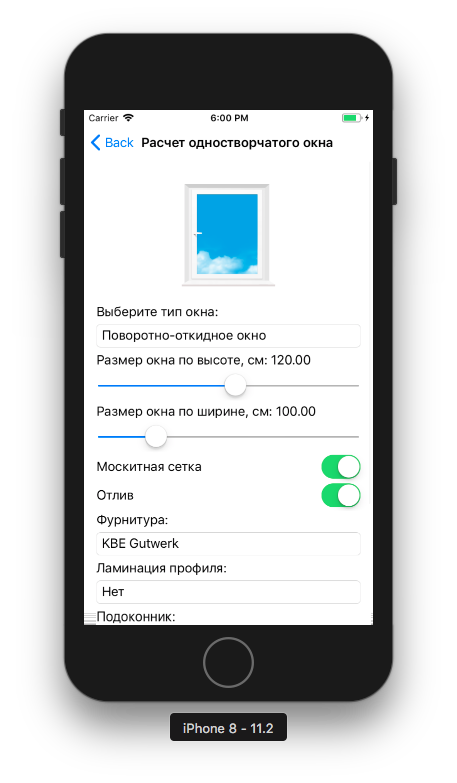 Carrier 6:00 PM
Back Расчет одностворчатого окна
Выберите тип окна:
Поворотно-откидное окно
Размер окна по высоте, см: 120.00
Размер окна по ширине, см: 100.00
Москитная сетка
Отлив
Фурнитура:
KBE Gutwerk
Ламинация профиля:
Нет
Подоконник:
iPhone 8 - 11.2